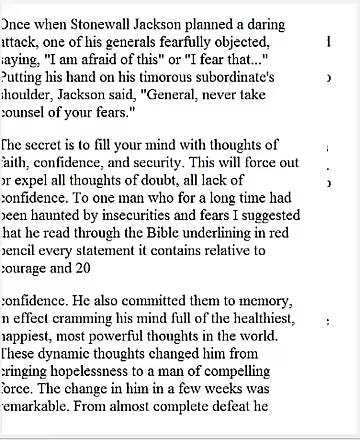 Once when Stonewall Jackson planned a daring
attack, one of his generals fearfully objected,
saying, "I am afraid of this" or "I fear that..."
Putting his hand on his timorous subordinate's
shoulder, Jackson said, "General, never take
counsel of your fears."
The secret is to fill your mind with thoughts of
faith, confidence, and security. This will force out
or expel all thoughts of doubt, all lack of
confidence. To one man who for a long time had
been haunted by insecurities and fears I suggested
that he read through the Bible underlining in red
pencil every statement it contains relative to
courage and 20
confidence. He also committed them to memory,
in effect cramming his mind full of the healthiest,
happiest, most powerful thoughts in the world.
These dynamic thoughts changed him from
cringing hopelessness to a man of compelling
force. The change in him in a few weeks was
remarkable. From almost complete defeat he